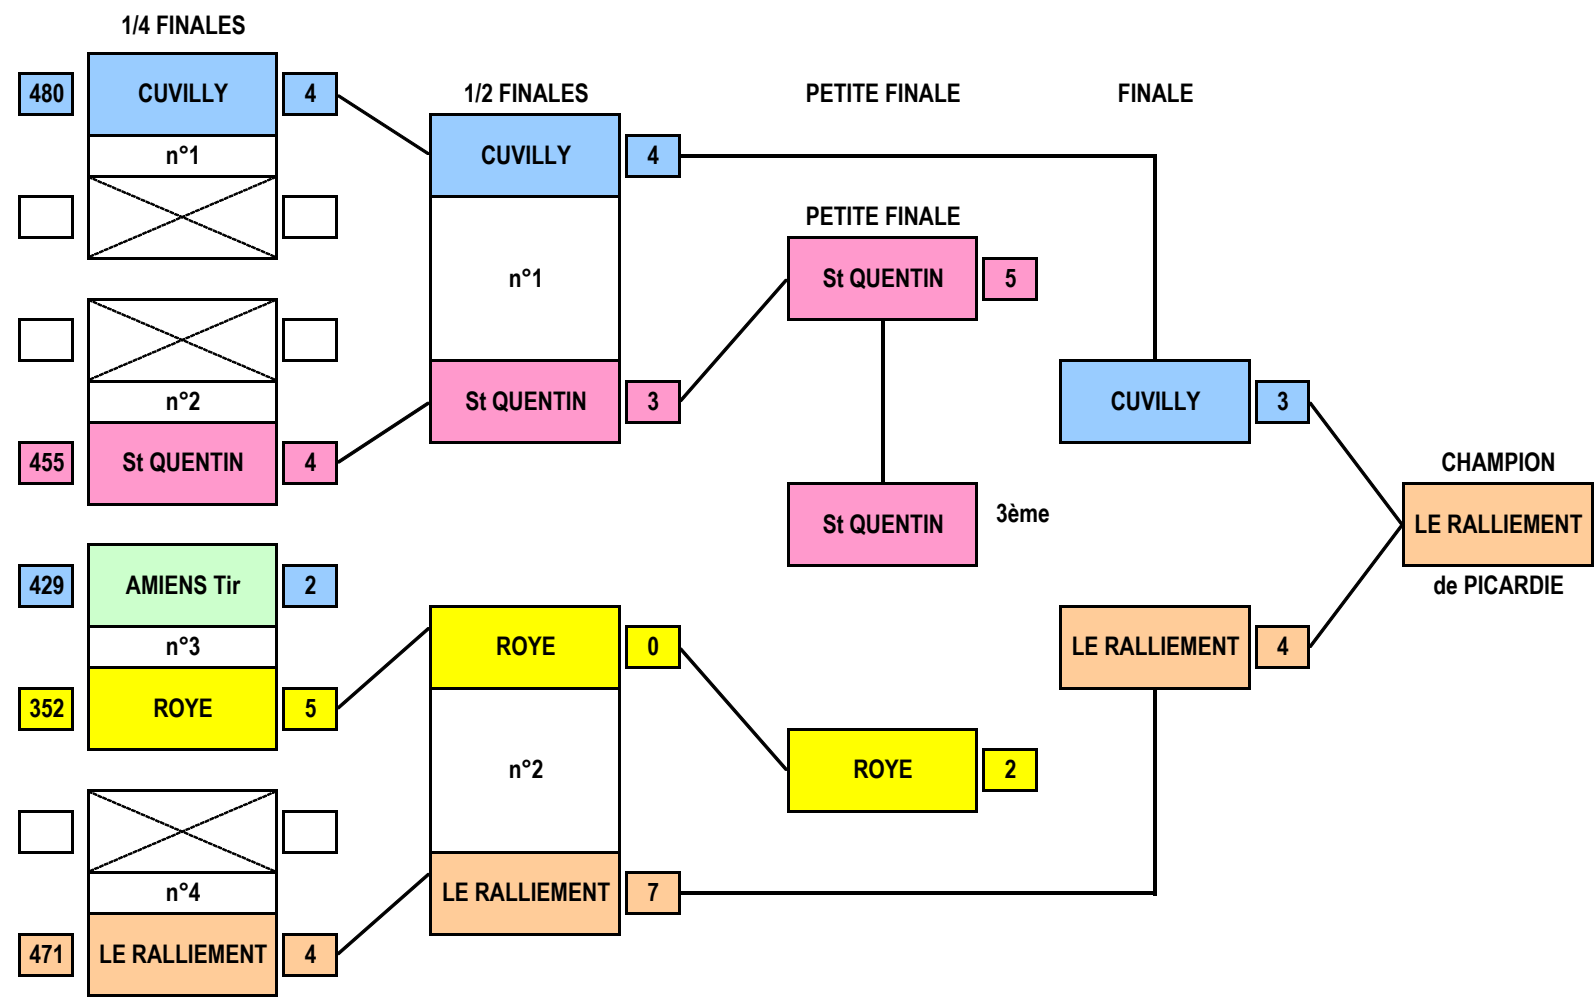 1/4 FINALES
480 CUVILLY 4
n°1
n°2
455 St QUENTIN 4
429 AMIENS Tir 2
n°3
352 ROYE 5
n°4
471 LE RALLIEMENT 4
1/2 FINALES
CUVILLY 4
n°1
St QUENTIN 3
ROYE 0
n°2
LE RALLIEMENT 7
PETITE FINALE
PETITE FINALE
St QUENTIN 5
St QUENTIN 3ème
ROYE 2
FINALE
CUVILLY 3
LE RALLIEMENT 4
CHAMPION
LE RALLIEMENT
de PICARDIE